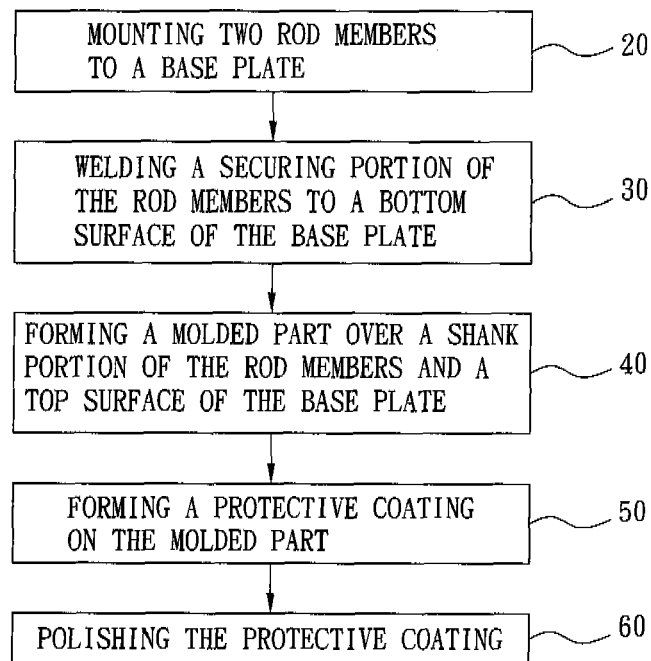 MOUNTING TWO ROD MEMBERS
TO A BASE PLATE
20
WELDING A SECURING PORTION OF
THE ROD MEMBERS TO A BOTTOM
SURFACE OF THE BASE PLATE
30
FORMING A MOLDED PART OVER A SHANK
PORTION OF THE ROD MEMBERS AND A
TOP SURFACE OF THE BASE PLATE
40
FORMING A PROTECTIVE COATING
ON THE MOLDED PART
50
POLISHING THE PROTECTIVE COATING
60